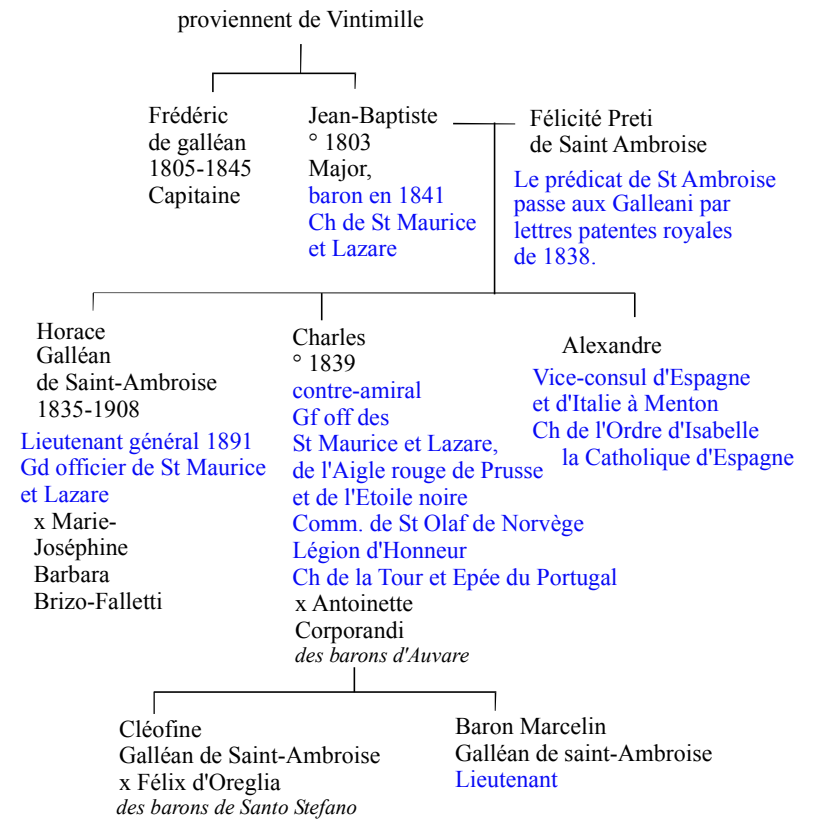 proviennent de Vintimille
Frédéric
de galléan
1805-1845
Capitaine
Jean-Baptiste
° 1803
Major,
baron en 1841
Ch de St Maurice
et Lazare
Félicité Preti
de Saint Ambroise
Le prédicat de St Ambroise
passe aux Galleani par
lettres patentes royales
de 1838.
Horace
Galléan
de Saint-Ambroise
1835-1908
Lieutenant général 1891
Gd officier de St Maurice
et Lazare
x Marie-
Joséphine
Barbara
Brizo-Falletti
Charles
° 1839
contre-amiral
Gf off des
St Maurice et Lazare,
de l'Aigle rouge de Prusse
et de l'Etoile noire
Comm. de St Olaf de Norvège
Légion d'Honneur
Ch de la Tour et Epée du Portugal
x Antoinette
Corporandi
des barons d'Auvare
Alexandre
Vice-consul d'Espagne
et d'Italie à Menton
Ch de l'Ordre d'Isabelle
la Catholique d'Espagne
Cléofine
Galléan de Saint-Ambroise
x Félix d'Oreglia
des barons de Santo Stefano
Baron Marcelin
Galléan de saint-Ambroise
Lieutenant